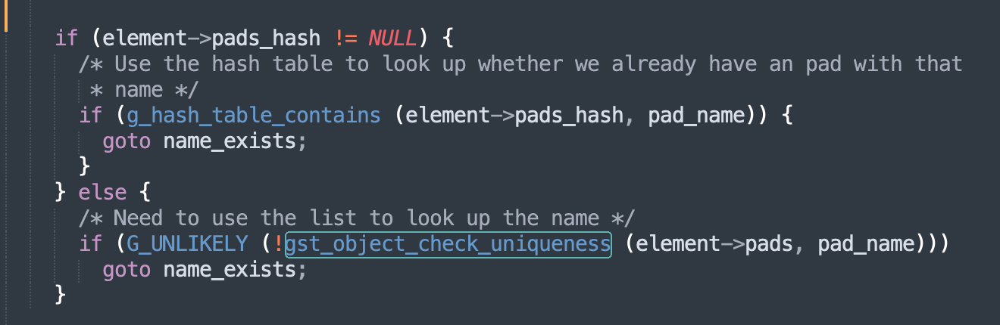 if (element->pads_hash != NULL) {
/* Use the hash table to look up whether we already have an pad with that
* name */
if (g_hash_table_contains (element->pads_hash, pad_name)) {
goto name_exists;
}
} else {
/* Need to use the list to look up the name */
if (G_UNLIKELY (!gst_object_check_uniqueness (element->pads, pad_name)))
goto name_exists;
}